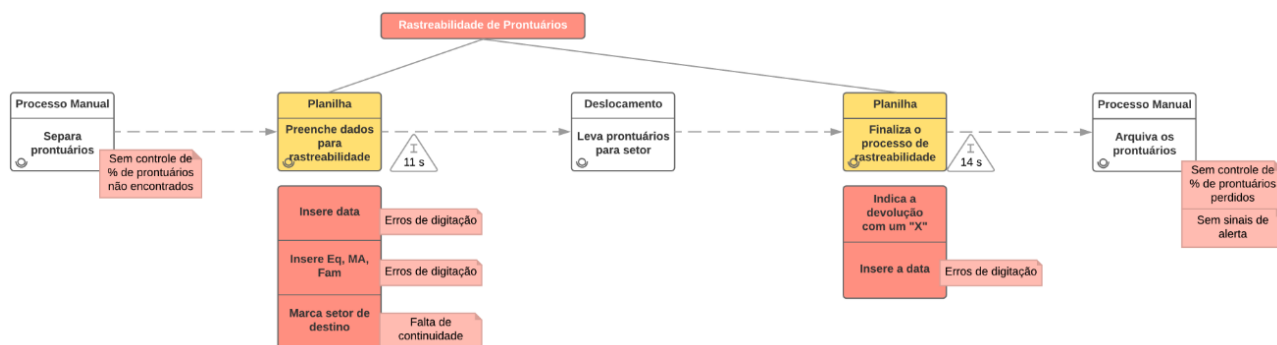 Rastreabilidade de Prontuários
Processo Manual
Separa
prontuários
Sem controle de
% de prontuários
não encontrados
Planilha
Preenche dados
para
rastreabilidade
11 s
Insere data
Erros de digitação
Insere Eq, MA,
Fam
Erros de digitação
Marca setor de
destino
Falta de
continuidade
Deslocamento
Leva prontuários
para setor
Planilha
Finaliza o
processo de
rastreabilidade
14 s
Indica a
devolução
com um "X"
Insere a data
Erros de digitação
Processo Manual
Arquiva os
prontuários
Sem controle de
% de prontuários
perdidos
Sem sinais de
alerta